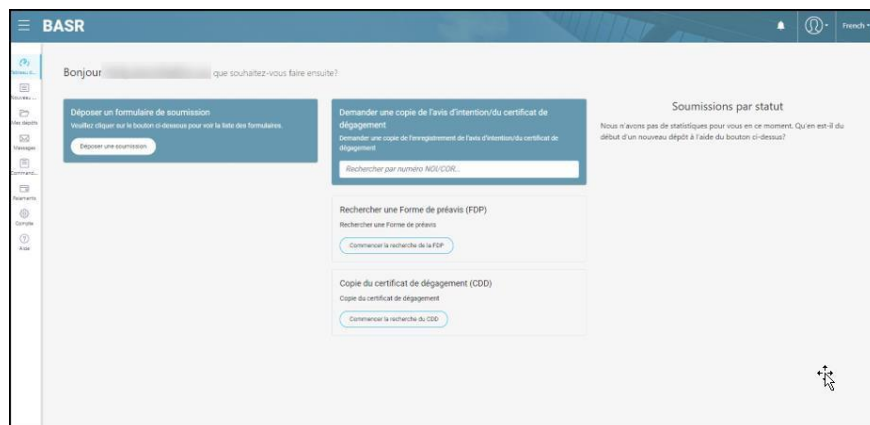 BASR
French
Bonjour que souhaitez-vous faire ensuite?
Tableau d...
Nouveau ...
Mes dépôts
Messages
Command...
Paiements
Compte
Aide
Déposer un formulaire de soumission
Veuillez cliquer sur le bouton ci-dessous pour voir la liste des formulaires.
Déposer une soumission
Demander une copie de l'avis d'intention/du certificat de
dégagement
Demander une copie de l'enregistrement de l'avis d'intention/du certificat de
dégagement
Rechercher par numéro NGI/COR...
Rechercher une Forme de préavis (FDP)
Rechercher une Forme de préavis
Commencer la recherche de la FDP
Copie du certificat de dégagement (CDD)
Copie du certificat de dégagement
Commencer la recherche du CDD
Soumissions par statut
Nous n'avons pas de statistiques pour vous en ce moment. Qu'en est-il du
début d'un nouveau dépôt à l'aide du bouton ci-dessus?